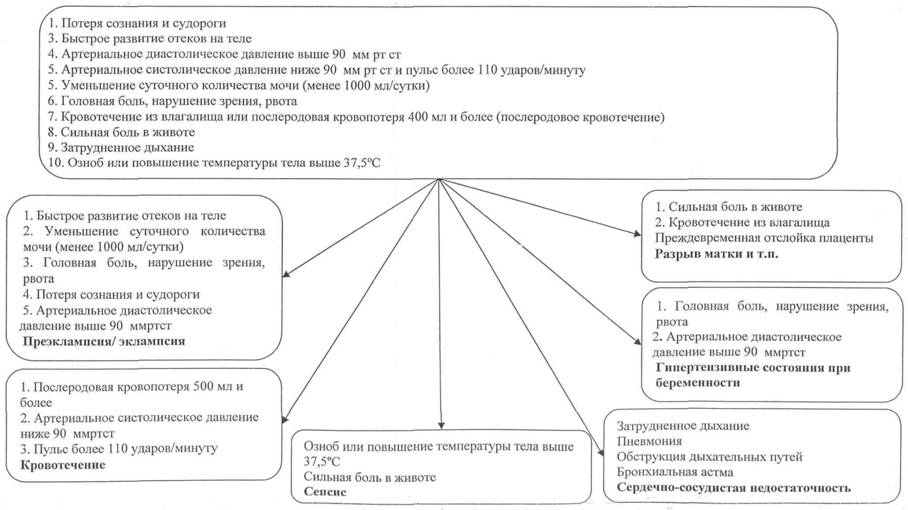 1. Потеря сознания и судороги
3. Быстрое развитие отеков на теле
4. Артериальное диастолическое давление выше 90 мм рт ст
5. Артериальное систолическое давление ниже 90 мм рт ст и пульс более 110 ударов/минуту
5. Уменьшение суточного количества мочи (менее 1000 мл/сутки)
6. Головная боль, нарушение зрения, рвота
7. Кровотечение из влагалища или послеродовая кровопотеря 400 мл и более (послеродовое кровотечение)
8. Сильная боль в животе
9. Затрудненное дыхание
10. Озноб или повышение температуры тела выше 37,5ºС
1. Быстрое развитие отеков на теле
2. Уменьшение суточного количества
мочи (менее 1000 мл/сутки)
3. Головная боль, нарушение зрения,
рвота
4. Потеря сознания и судороги
5. Артериальное диастолическое
давление выше 90 ммртст
Преэклампсия/ эклампсия
1. Послеродовая кровопотеря 500 мл и
более
2. Артериальное систолическое давление
ниже 90 ммртст
3. Пульс более 110 ударов/минуту
Кровотечение
Озноб или повышение температуры тела выше
37,5ºС
Сильная боль в животе
Сепсис
1. Сильная боль в животе
2. Кровотечение из влагалища
Преждевременная отслойка плаценты
Разрыв матки и т.п.
1. Головная боль, нарушение зрения,
рвота
2. Артериальное диастолическое
давление выше 90 ммртст
Гипертензивные состояния при
беременности
Затрудненное дыхание
Пневмония
Обструкция дыхательных путей
Бронхиальная астма
Сердечно-сосудистая недостаточность